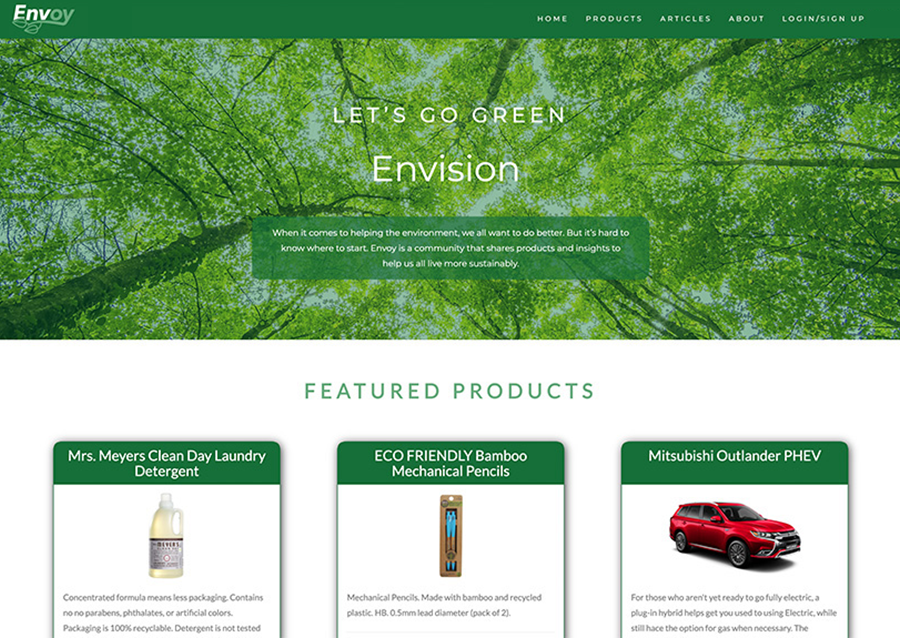 Envoy
HOME PRODUCTS ARTICLES ABOUT LOGIN/SIGN UP
LET'S GO GREEN
Envision
When it comes to helping the environment, we all want to do better. But it's hard to
know where to start. Envoy is a community that shares products and insights to
help us all live more sustainably.
FEATURED PRODUCTS
Mrs. Meyers Clean Day Laundry
Detergent
MEYER'S
Concentrated formula means less packaging. Contains
no no parabens, phthalates, or artificial colors.
Packaging is 100% recyclable. Detergent is not tested
ECO FRIENDLY Bamboo
Mechanical Pencils
Mechanical Pencils. Made with bamboo and recycled
plastic. HB. 0.5mm lead diameter (pack of 2).
Mitsubishi Outlander PHEV
For those who aren't yet ready to go fully electric, a
plug-in hybrid helps get you used to using Electric, while
still hace the option for gas when necessary. The